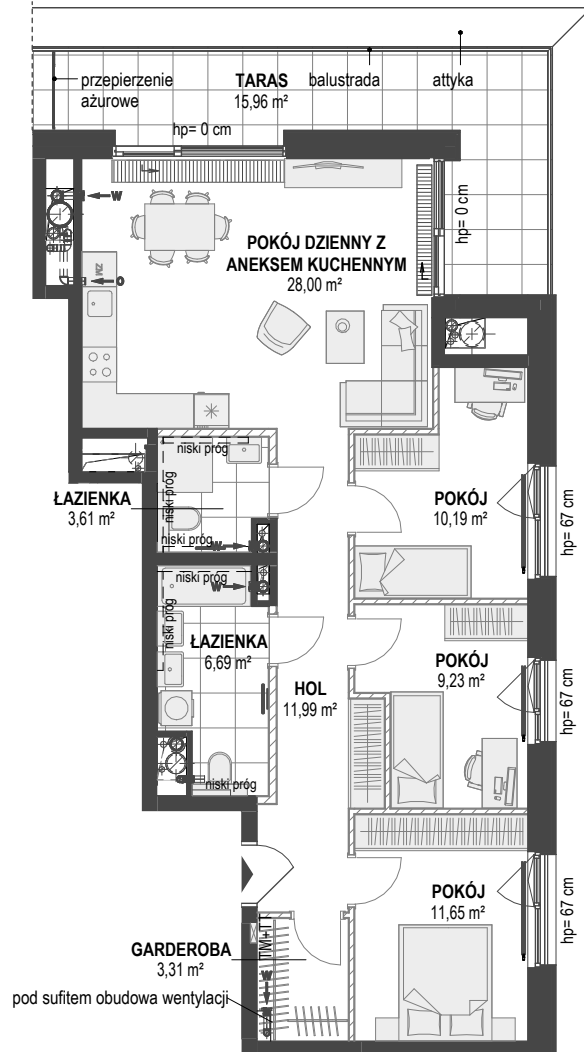 przepierzenie
ażurowe
TARAS
15,96 m²
balustrada
attyka
hp= 0 cm
hp= 0 cm
W
O
ZM
POKÓJ DZIENNY Z
ANEKSEM KUCHENNYM
28,00 m²
niski próg
niski próg
niski próg
W
ŁAZIENKA
3,61 m²
POKÓJ
10,19 m²
hp= 67 cm
niski próg
niski próg
W
ŁAZIENKA
6,69 m²
niski próg
HOL
11,99 m²
POKÓJ
9,23 m²
hp= 67 cm
POKÓJ
11,65 m²
hp= 67 cm
GARDEROBA
3,31 m²
TM+IT
W
pod sufitem obudowa wentylacji